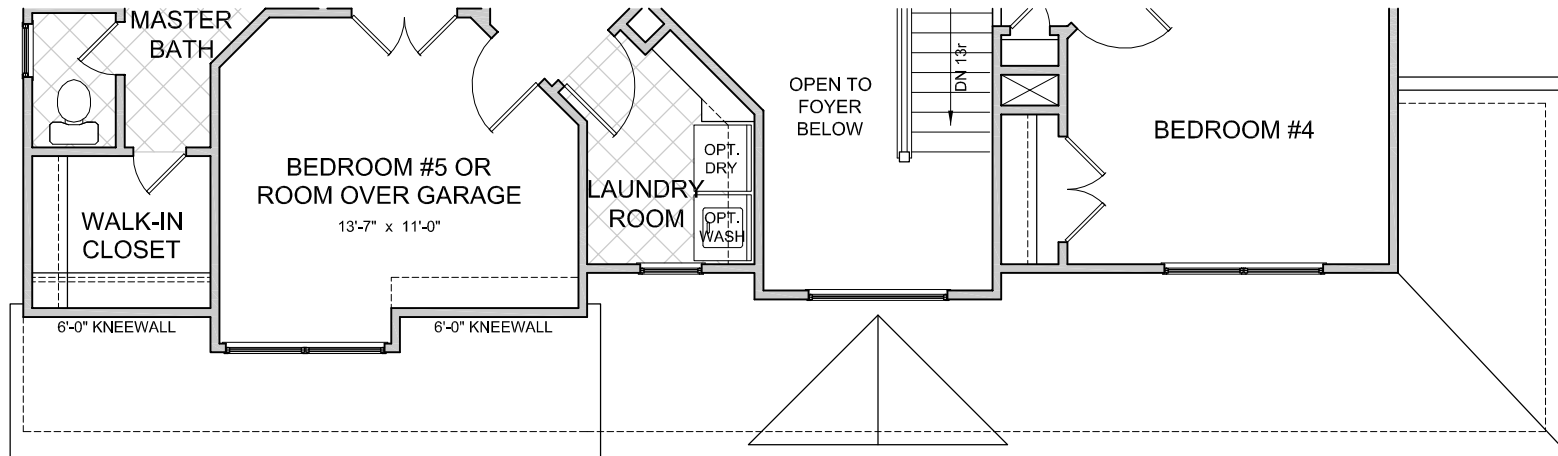 MASTER
BATH
BEDROOM #5 OR
ROOM OVER GARAGE
13'-7" x 11'-0"
WALK-IN
CLOSET
6'-0" KNEEWALL
6'-0" KNEEWALL
LAUNDRY
ROOM
OPT.
DRY
OPT.
WASH
OPEN TO
FOYER
BELOW
DN 13r
BEDROOM #4